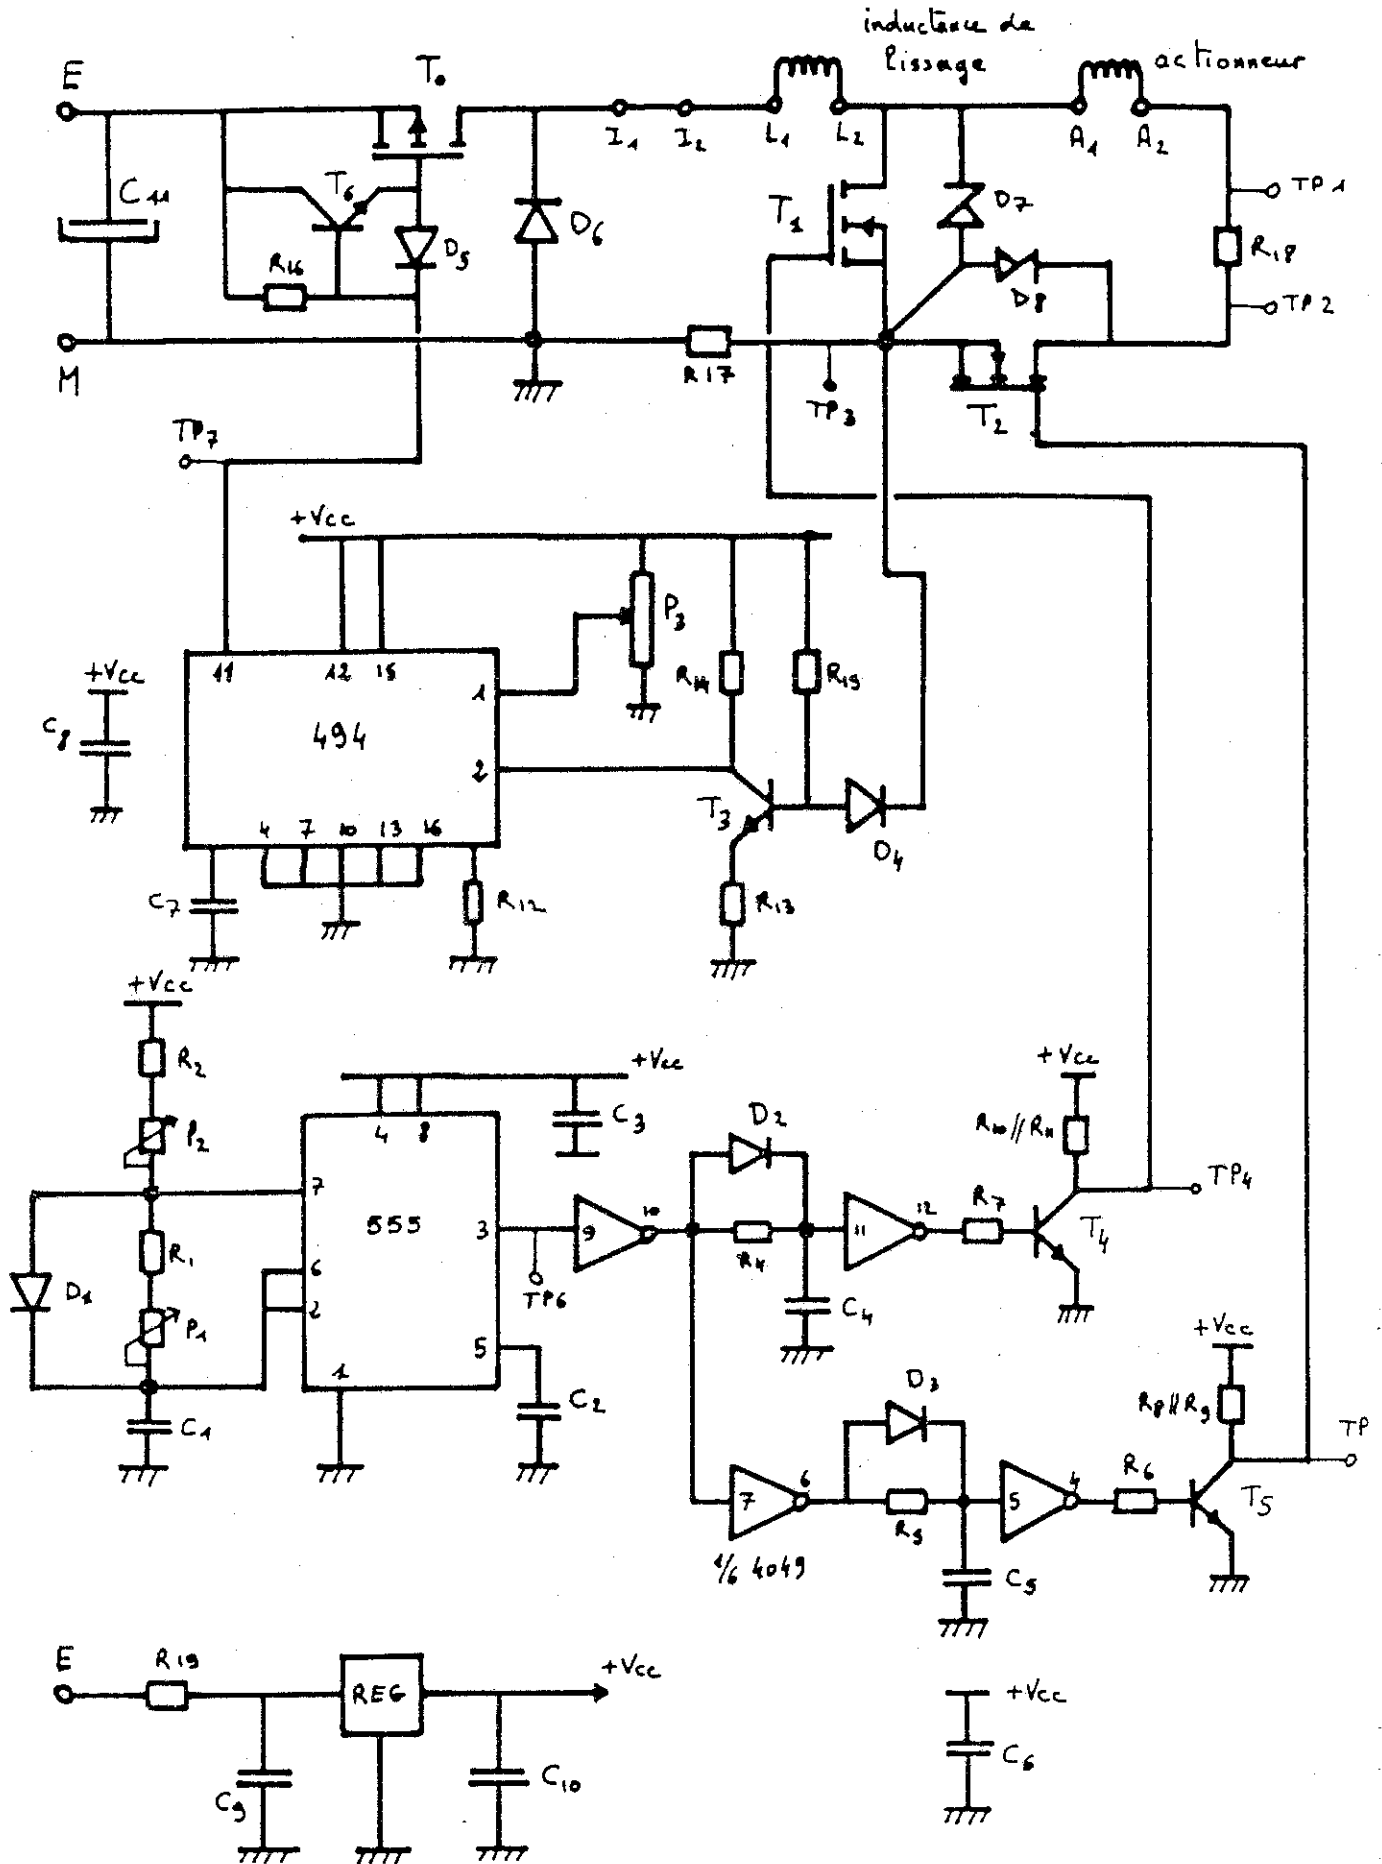 inductance de
lissage
actionneur
E
T0
I1
I2
L1
L2
A1
A2
C11
T6
D5
R16
D6
T1
D7
D8
TP1
R18
TP2
M
R17
TP3
T2
TP7
+Vcc
P3
11
12
15
1
R14
R15
+Vcc
C8
494
2
T3
D4
4
7
10
13
16
C7
R12
R13
+Vcc
R2
P2
+Vcc
C3
4
8
D2
+Vcc
R10//R11
TP4
7
555
3
9
10
R4
11
12
R7
T4
R1
D1
6
2
P1
TP6
C4
5
1
C2
C1
+Vcc
D3
R8//R9
TP
7
6
R5
5
4
R6
T5
1/6 4049
C5
E
R19
REG
+Vcc
C9
C10
+Vcc
C6